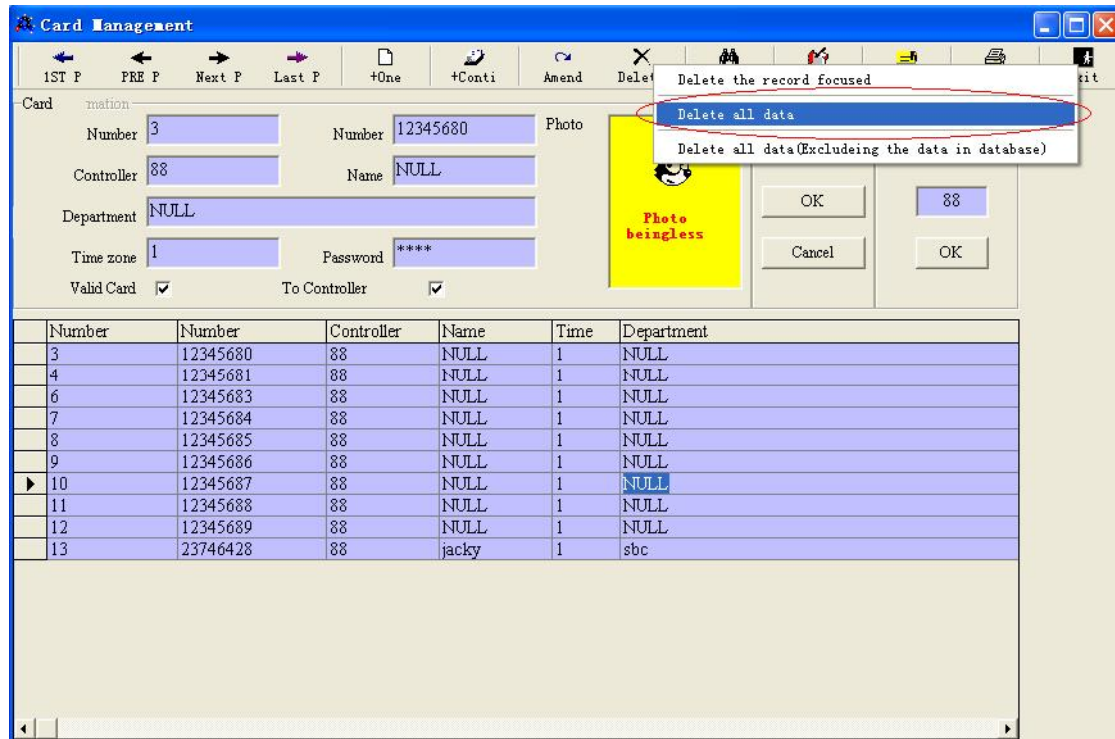 Card Management
1ST P PRE P Next P Last P +One +Conti Amend Delet xit
Delete the record focused
Delete all data
Delete all data(Excludeing the data in database)
Card mation
Number 3 Number 12345680 Photo
Controller 88 Name NULL
Department NULL
Time zone 1 Password ****
Valid Card To Controller
Photo
beingless
OK 88
Cancel OK
Number Number Controller Name Time Department
3 12345680 88 NULL 1 NULL
4 12345681 88 NULL 1 NULL
6 12345683 88 NULL 1 NULL
7 12345684 88 NULL 1 NULL
8 12345685 88 NULL 1 NULL
9 12345686 88 NULL 1 NULL
10 12345687 88 NULL 1 NULL
11 12345688 88 NULL 1 NULL
12 12345689 88 NULL 1 NULL
13 23746428 88 jacky 1 sbc